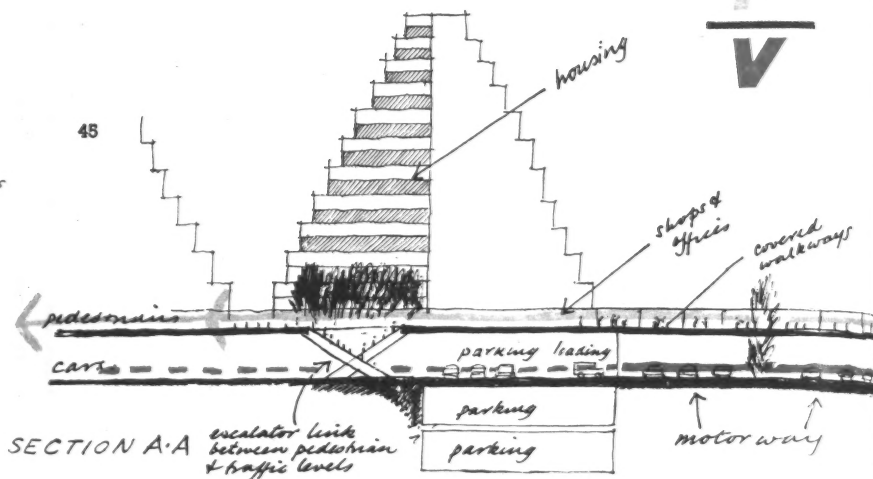 V
housing
45
shops &
offices
covered
walkways
pedestrains
cars
parking loading
parking
motorway
SECTION A·A
escalator link
between pedestrian
& traffic levels
parking